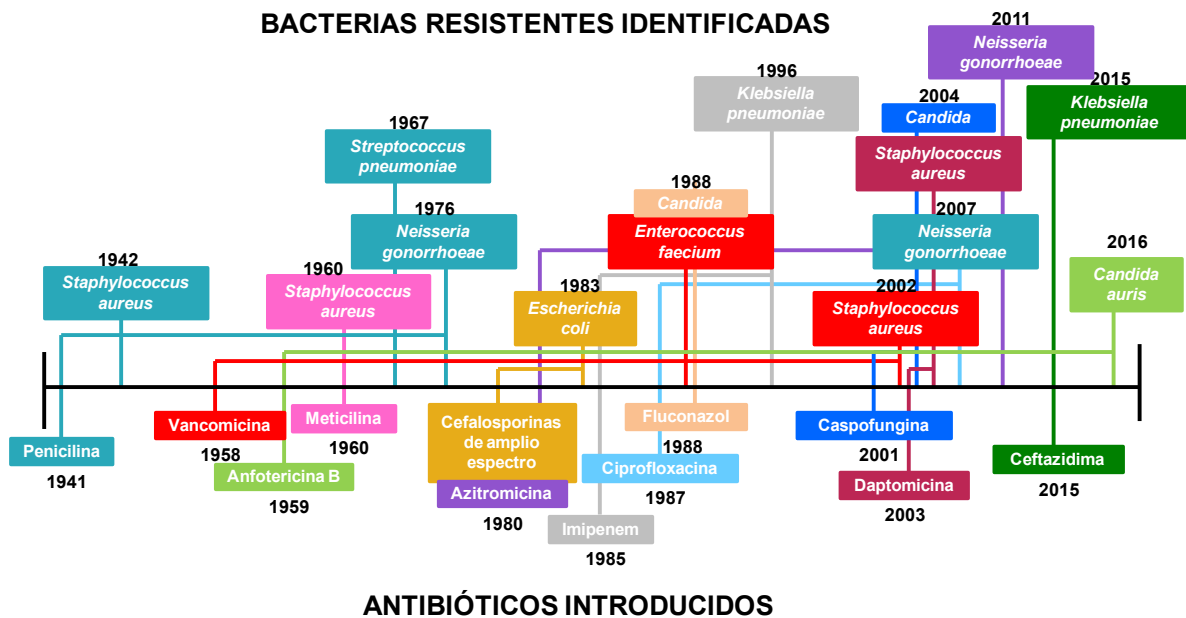 BACTERIAS RESISTENTES IDENTIFICADAS
2011
Neisseria
gonorrhoeae
1996
Klebsiella
pneumoniae
2015
Klebsiella
pneumoniae
2004
Candida
Staphylococcus
aureus
1967
Streptococcus
pneumoniae
1988
Candida
Enterococcus
faecium
1976
Neisseria
gonorrhoeae
2007
Neisseria
gonorrhoeae
1942
Staphylococcus
aureus
1960
Staphylococcus
aureus
2016
Candida
auris
1983
Escherichia
coli
2002
Staphylococcus
aureus
Penicilina
1941
Vancomicina
1958
Anfotericina B
1959
Meticilina
1960
Cefalosporinas
de amplio
espectro
Azitromicina
1980
Imipenem
1985
Fluconazol
1988
Ciprofloxacina
1987
Caspofungina
2001
Daptomicina
2003
Ceftazidima
2015
ANTIBIÓTICOS INTRODUCIDOS